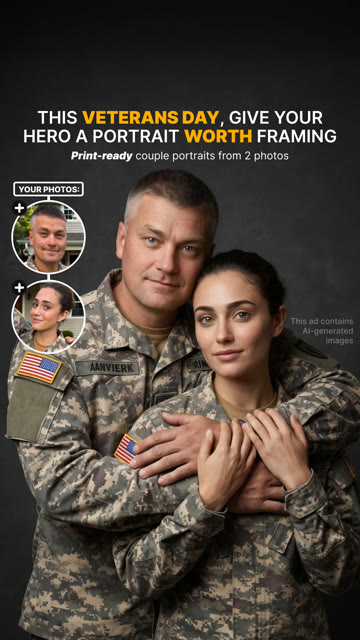 THIS VETERANS DAY, GIVE YOUR
HERO A PORTRAIT WORTH FRAMING
Print-ready couple portraits from 2 photos
YOUR PHOTOS:
This ad contains
AI-generated
images
AANVIERK